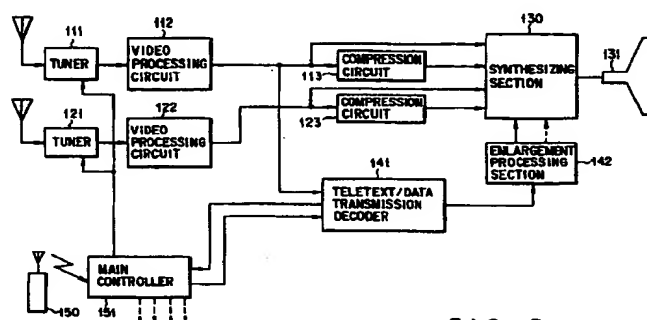 111
TUNER
112
VIDEO
PROCESSING
CIRCUIT
113
COMPRESSION
CIRCUIT
130
SYNTHESIZING
SECTION
131
121
TUNER
122
VIDEO
PROCESSING
CIRCUIT
123
COMPRESSION
CIRCUIT
141
TELETEXT/DATA
TRANSMISSION
DECODER
ENLARGEMENT
PROCESSING
SECTION
142
MAIN
CONTROLLER
150
151